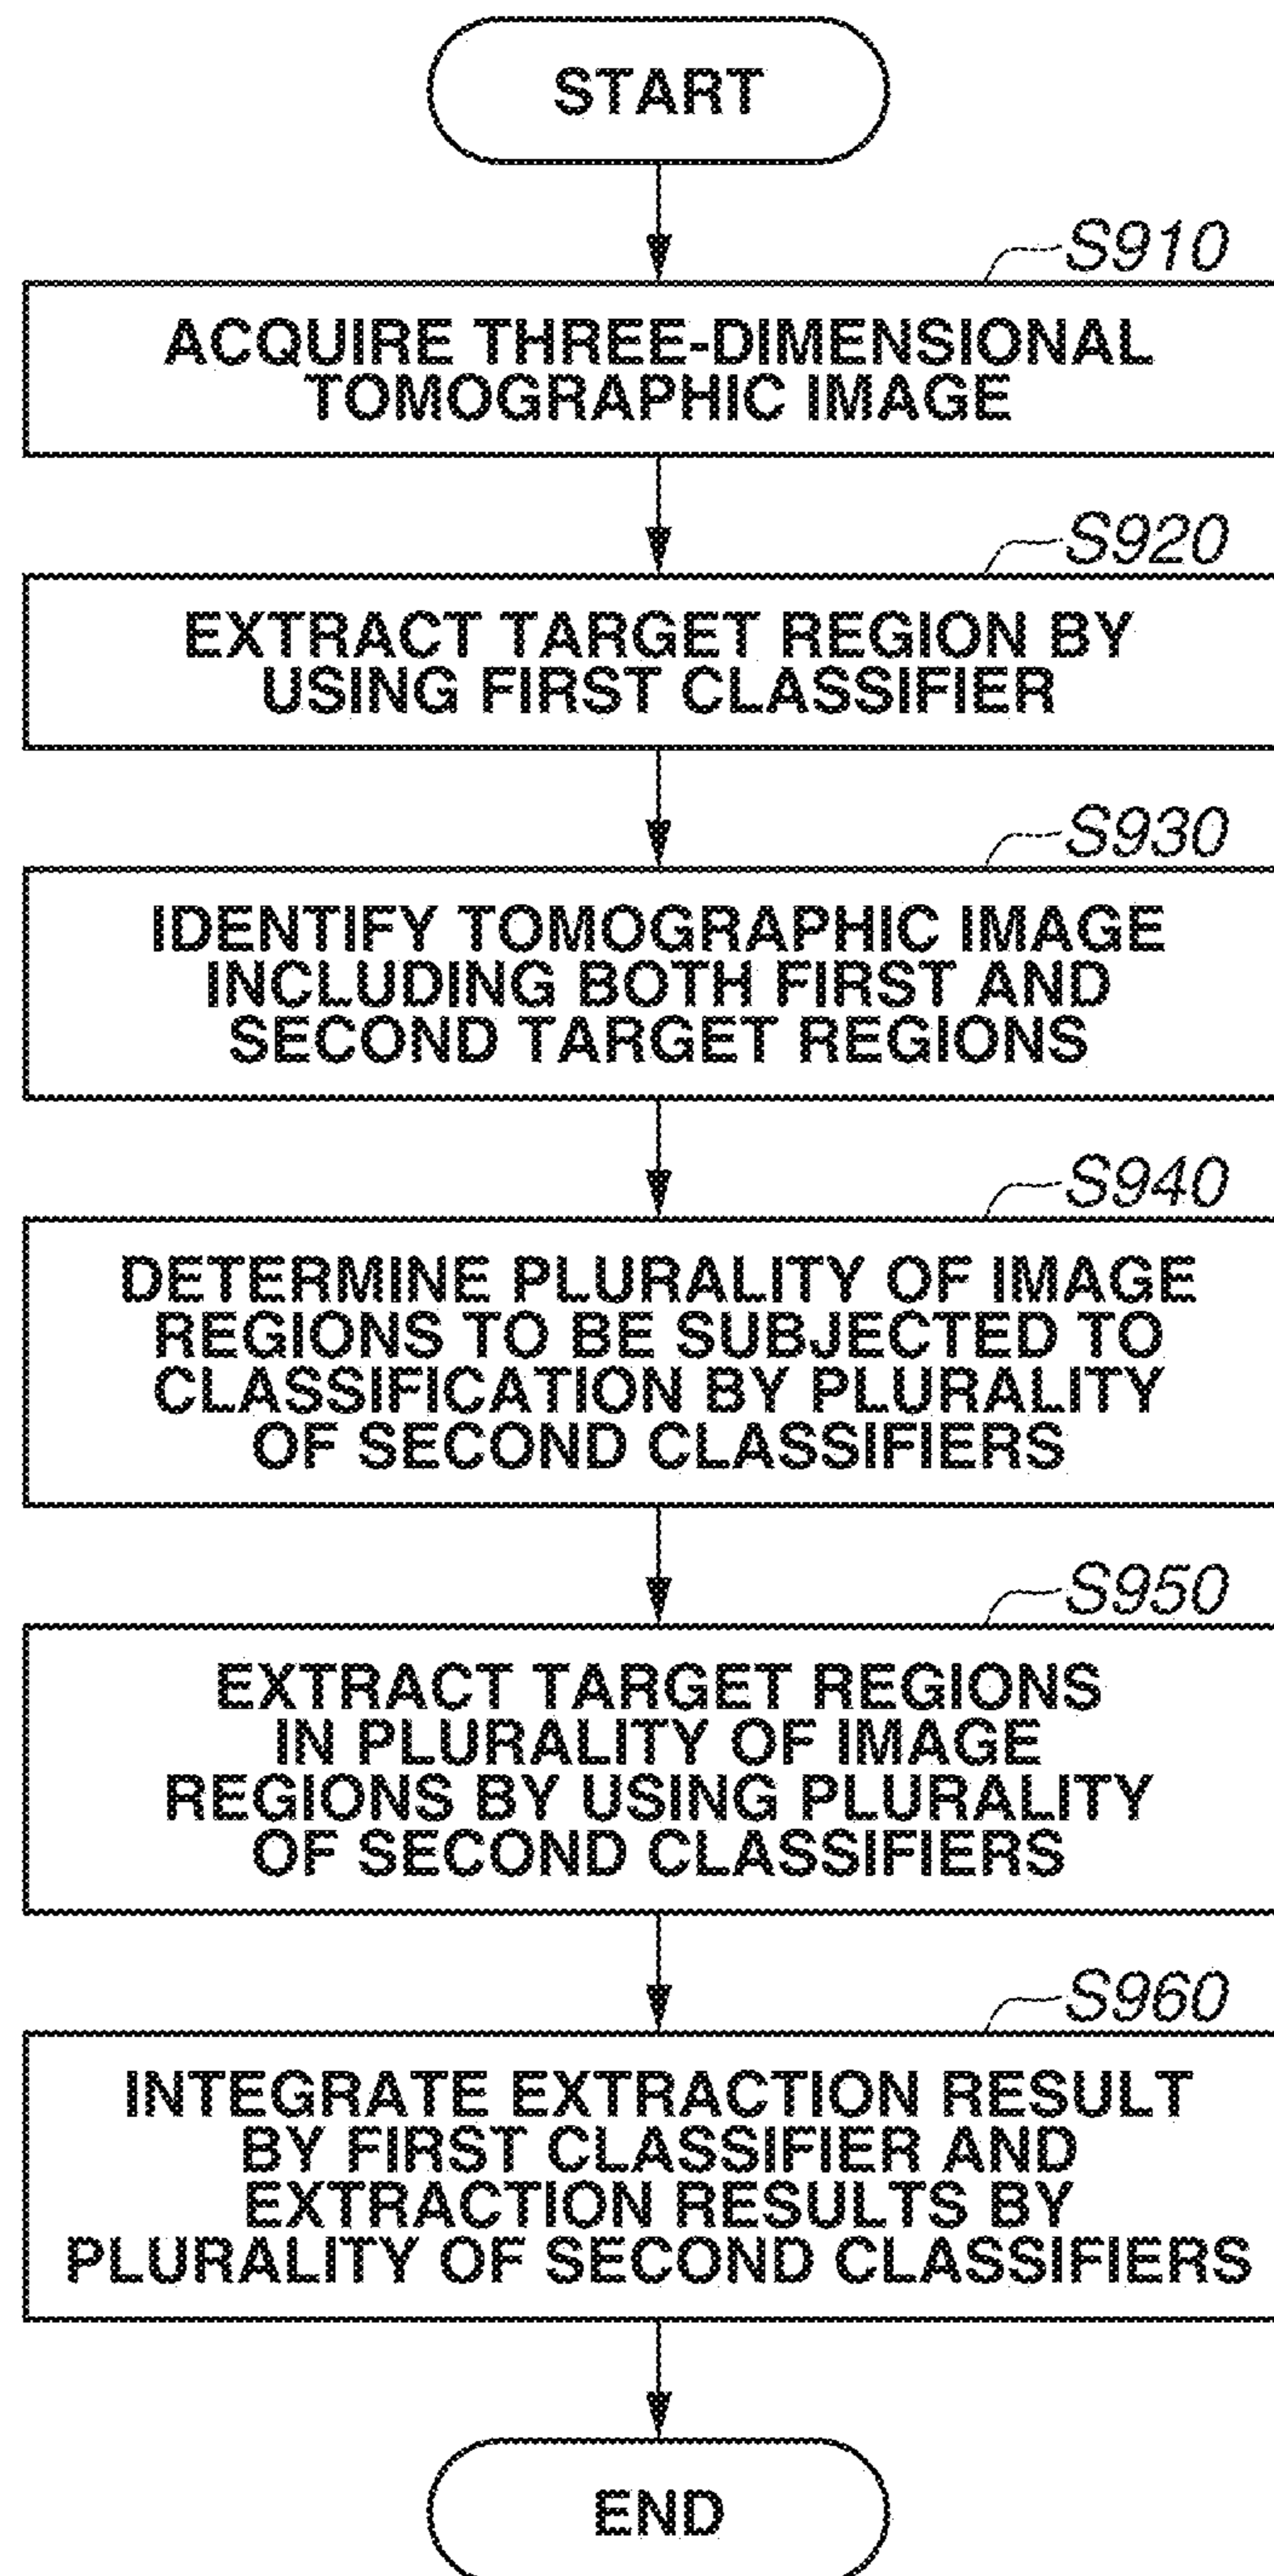 START
S910
ACQUIRE THREE-DIMENSIONAL
TOMOGRAPHIC IMAGE
S920
EXTRACT TARGET REGION BY
USING FIRST CLASSIFIER
S930
IDENTIFY TOMOGRAPHIC IMAGE
INCLUDING BOTH FIRST AND
SECOND TARGET REGIONS
S940
DETERMINE PLURALITY OF IMAGE
REGIONS TO BE SUBJECTED TO
CLASSIFICATION BY PLURALITY
OF SECOND CLASSIFIERS
S950
EXTRACT TARGET REGIONS
IN PLURALITY OF IMAGE
REGIONS BY USING PLURALITY
OF SECOND CLASSIFIERS
S960
INTEGRATE EXTRACTION RESULT
BY FIRST CLASSIFIER AND
EXTRACTION RESULTS BY
PLURALITY OF SECOND CLASSIFIERS
END